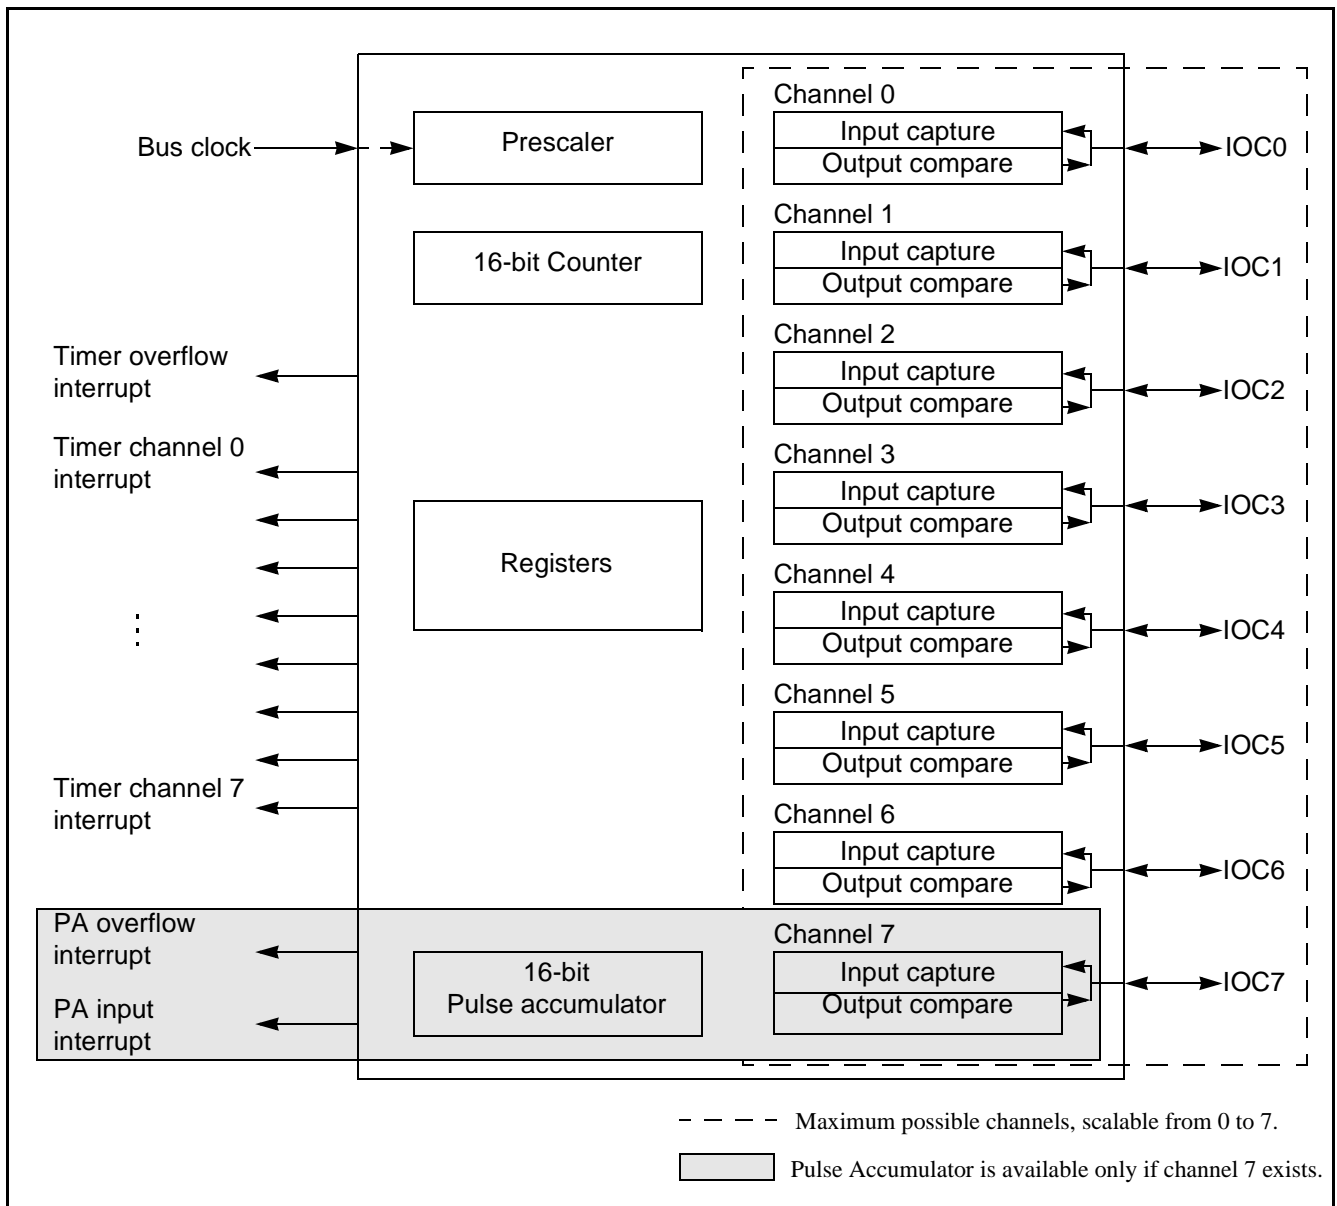 Channel 0
Bus clock
Prescaler
Input capture
Output compare
IOC0
Channel 1
16-bit Counter
Input capture
Output compare
IOC1
Channel 2
Timer overflow
interrupt
Input capture
Output compare
IOC2
Timer channel 0
interrupt
Channel 3
Input capture
Output compare
IOC3
Registers
Channel 4
Input capture
Output compare
IOC4
Channel 5
Input capture
Output compare
IOC5
Timer channel 7
interrupt
Channel 6
Input capture
Output compare
IOC6
PA overflow
interrupt
PA input
interrupt
16-bit
Pulse accumulator
Channel 7
Input capture
Output compare
IOC7
Maximum possible channels, scalable from 0 to 7.
Pulse Accumulator is available only if channel 7 exists.